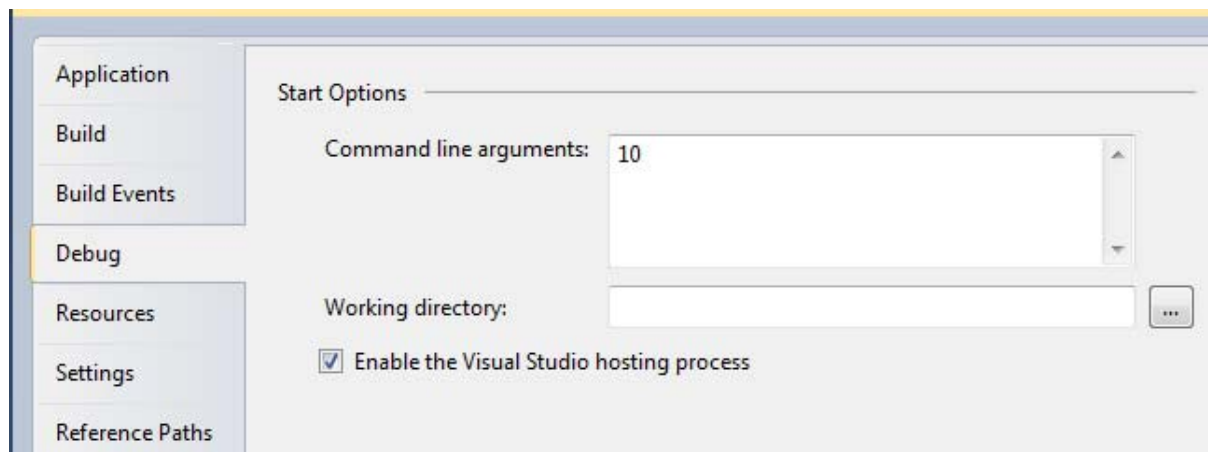 Application
Build
Build Events
Debug
Resources
Settings
Reference Paths
Start Options
Command line arguments: 10
Working directory: ...
Enable the Visual Studio hosting process